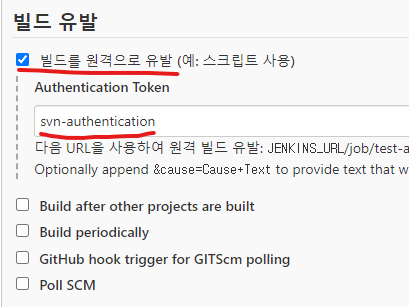 빌드 유발
빌드를 원격으로 유발 (예: 스크립트 사용)
Authentication Token
svn-authentication
다음 URL을 사용하여 원격 빌드 유발: JENKINS_URL/job/test-a
Optionally append &cause=Cause+Text to provide text that w
Build after other projects are built
Build periodically
GitHub hook trigger for GITScm polling
Poll SCM